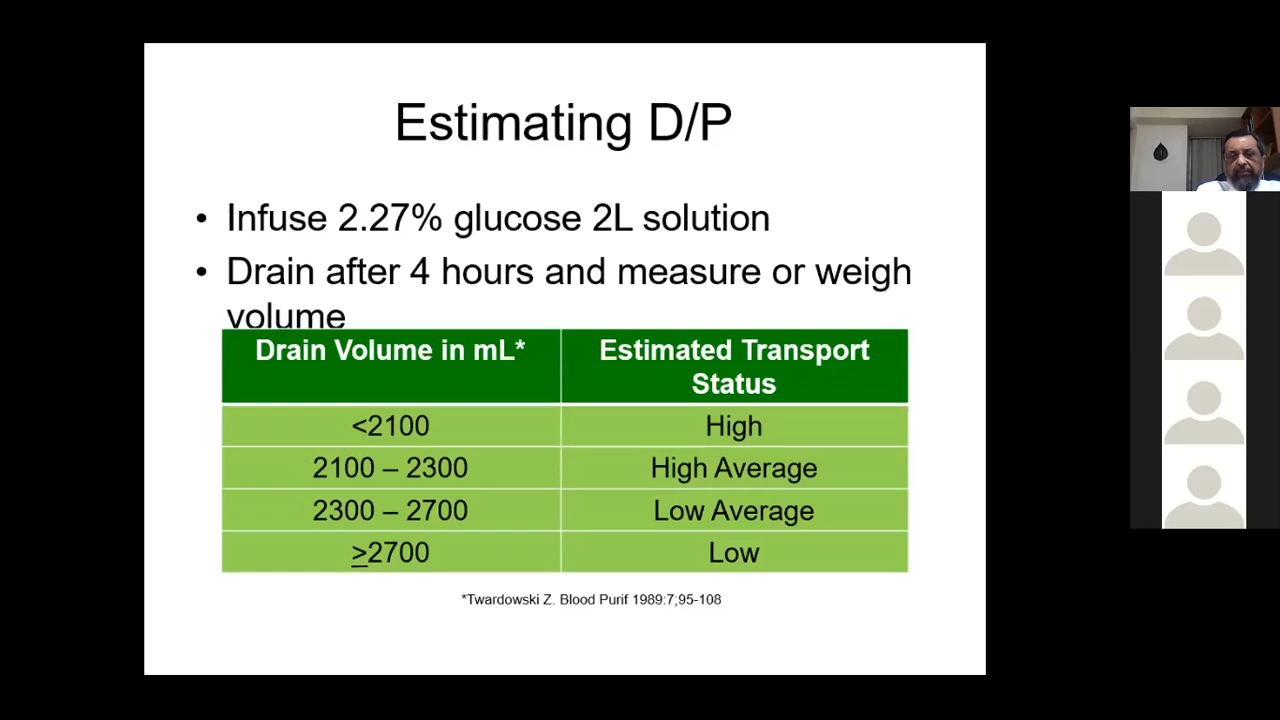 Estimating D/P
• Infuse 2.27% glucose 2L solution
• Drain after 4 hours and measure or weigh
volume
Drain Volume in mL* Estimated Transport
Status
<2100 High
2100 – 2300 High Average
2300 – 2700 Low Average
≥2700 Low
*Twardowski Z. Blood Purif 1989:7;95-108